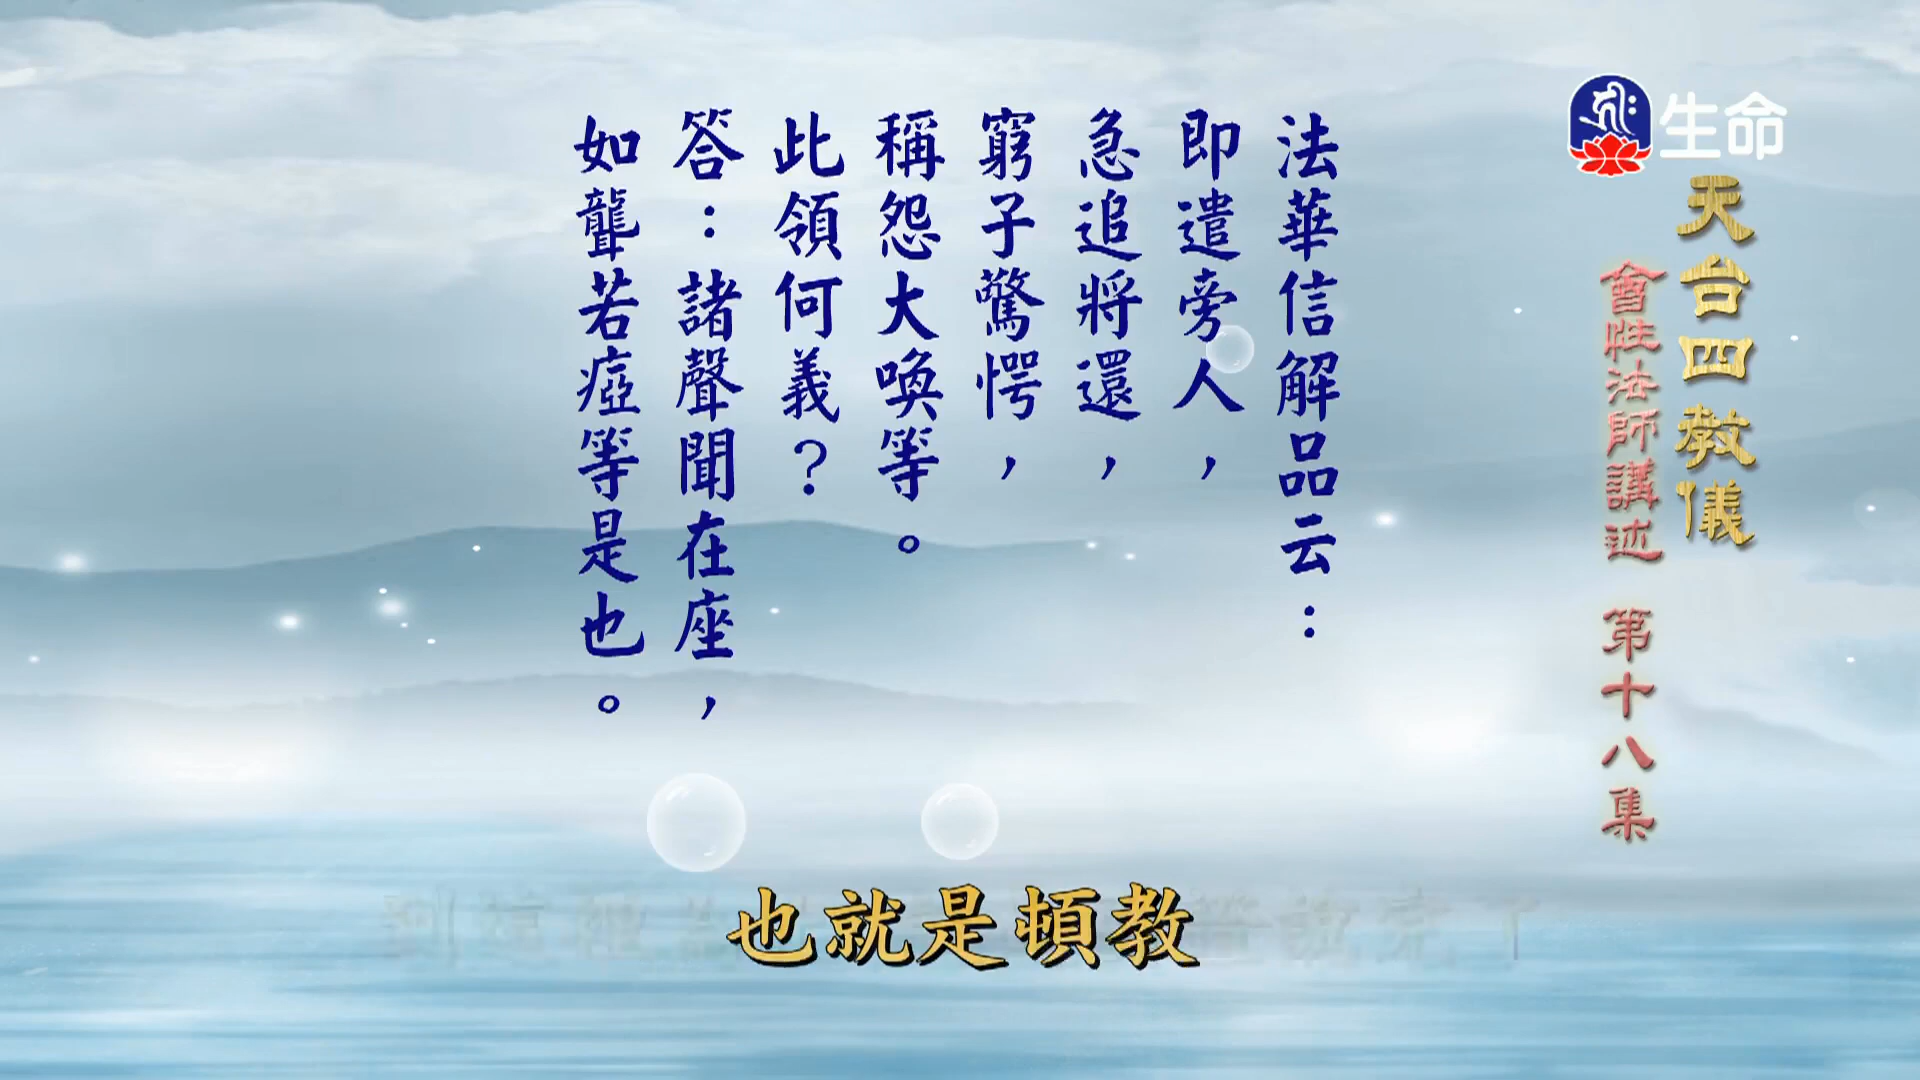 生命
天台四教儀
會性法師講述 第十八集
法華信解品云：
即遣旁人，
急追將還，
窮子驚愕，
稱怨大喚等。
此領何義？
答：諸聲聞在座，
如聾若瘂等是也。
也就是頓教